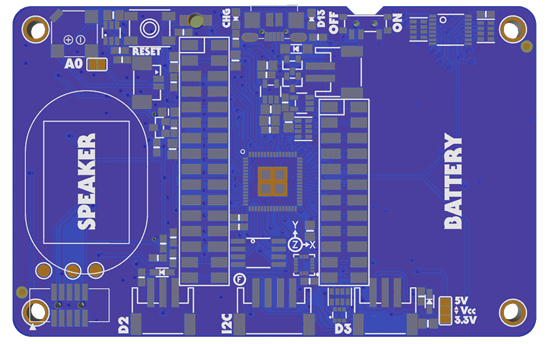 CHG
D13
OFF
ON
RESET
A0
SPEAKER
BATTERY
Y
Z
X
F
D2
I2C
D3
5V
Vcc
3.3V